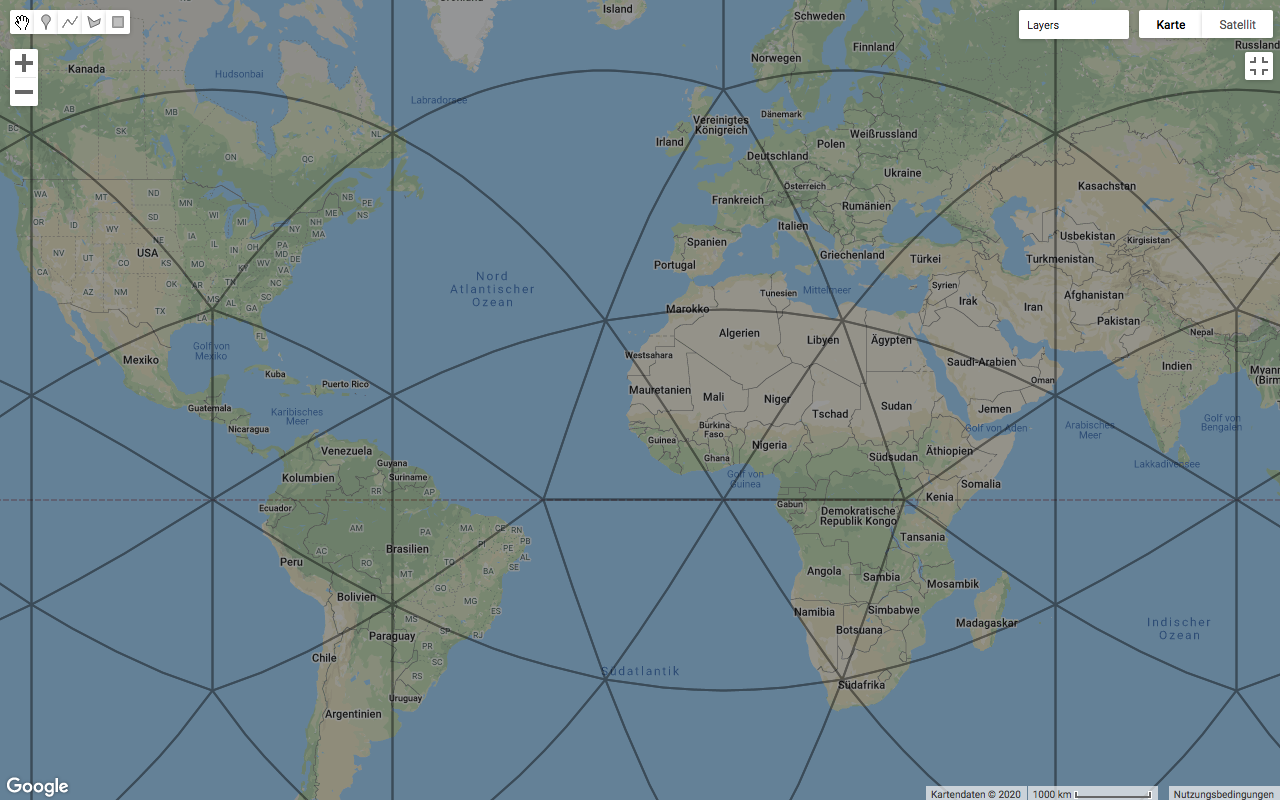 Grönland
Island
Schweden
Layers
Karte
Satellit
Finnland
Norwegen
Russland
Kanada
Hudsonbai
Labradorsee
AB
MB
SK
BC
NL
ON
QC
Dänemark
Vereinigtes
Königreich
Irland
Weißrussland
Polen
Deutschland
Ukraine
Österreich
Kasachstan
Frankreich
Rumänien
WA
MT
ND
MN
NB
PE
NS
OR
ID
SD
WI
MI
NH
ME
WY
NY
MA
Italien
Usbekistan
Kirgisistan
Spanien
Griechenland
Türkei
Turkmenistan
Portugal
NE
IA
PA
NV
UT
USA
IL
IN
OH
MD
CO
KS
MO
WV
DE
KY
VA
CA
OK
TN
NC
AZ
NM
AR
MS
SC
AL
GA
TX
LA
FL
Nord
Atlantischer
Ozean
Tunesien
Mittelmeer
Syrien
Irak
Iran
Afghanistan
Pakistan
Marokko
Algerien
Libyen
Ägypten
Nepal
Golf von
Mexiko
Mexiko
Westsahara
Saudi-Arabien
Indien
Myanm
(Birm
Kuba
Puerto Rico
Oman
Mauretanien
Mali
Niger
Tschad
Sudan
Jemen
Guatemala
Karibisches
Meer
Nicaragua
Burkina
Faso
Guinea
Ghana
Nigeria
Golf von Aden
Arabisches
Meer
Golf von
Bengalen
Venezuela
Guyana
Suriname
Kolumbien
Südsudan
Äthiopien
Lakkadivensee
Golf von
Guinea
Somalia
RR
AP
Ecuador
Gabun
Kenia
Demokratische
Republik Kongo
AM
PA
MA
CE
RN
PB
PI
PE
AL
SE
Tansania
Brasilien
AC
RO
TO
BA
MT
Peru
Angola
Sambia
Mosambik
GO
Bolivien
MG
ES
Namibia
Simbabwe
Botsuana
Madagaskar
MS
SP
RJ
Paraguay
PR
SC
Indischer
Ozean
Chile
RS
Südatlantik
Südafrika
Uruguay
Argentinien
Google
Kartendaten © 2020
1000 km
Nutzungsbedingungen